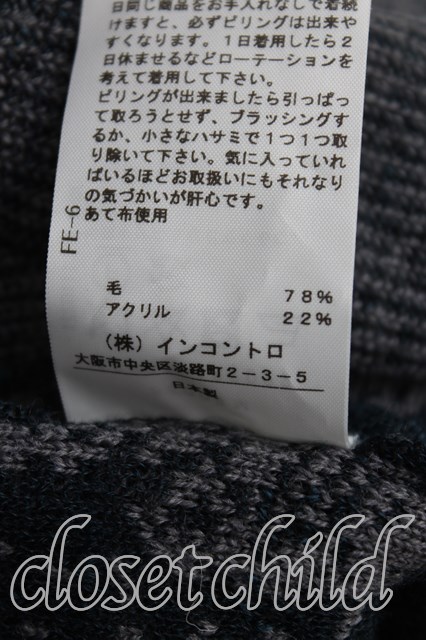 日同じ商品をお手入れなしで着続
けますと、必ずピリングは出来や
すくなります。1日着用したら2
日休ませるなどローテーションを
考えて着用して下さい。
ピリングが出来ましたら引っぱっ
て取ろうとせず、ブラッシングす
るか、小さなハサミで1つ1つ取
り除いて下さい。気に入っていれ
ばいるほどお取扱いにもそれなり
の気づかいが肝心です。
あて布使用
FE-6
毛 78%
アクリル 22%
(株)インコントロ
大阪市中央区淡路町2-3-5
日本製
closet child